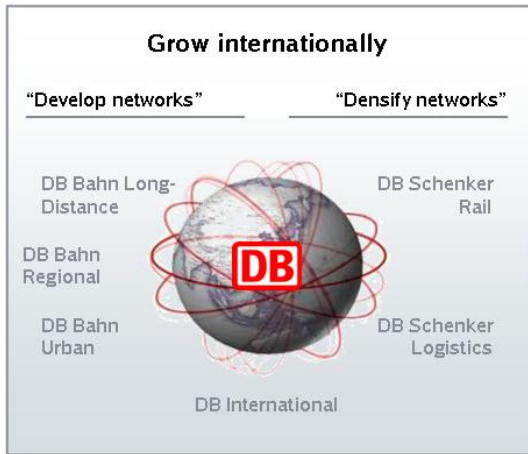 Grow internationally
“Develop networks”
“Densify networks”
DB Bahn Long-
Distance
DB Schenker
Rail
DB Bahn
Regional
DB
DB Bahn
Urban
DB Schenker
Logistics
DB International